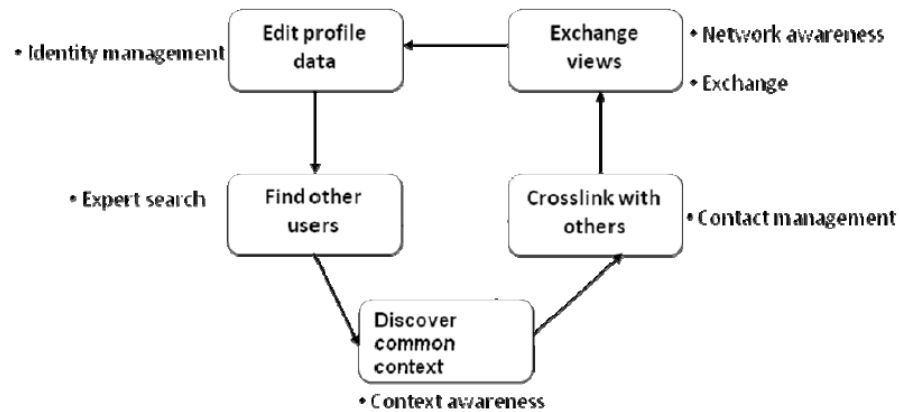 Edit profile
data
Exchange
views
• Identity management
• Network awareness
• Exchange
• Expert search
Find other
users
Crosslink with
others
• Contact management
Discover
common
context
• Context awareness